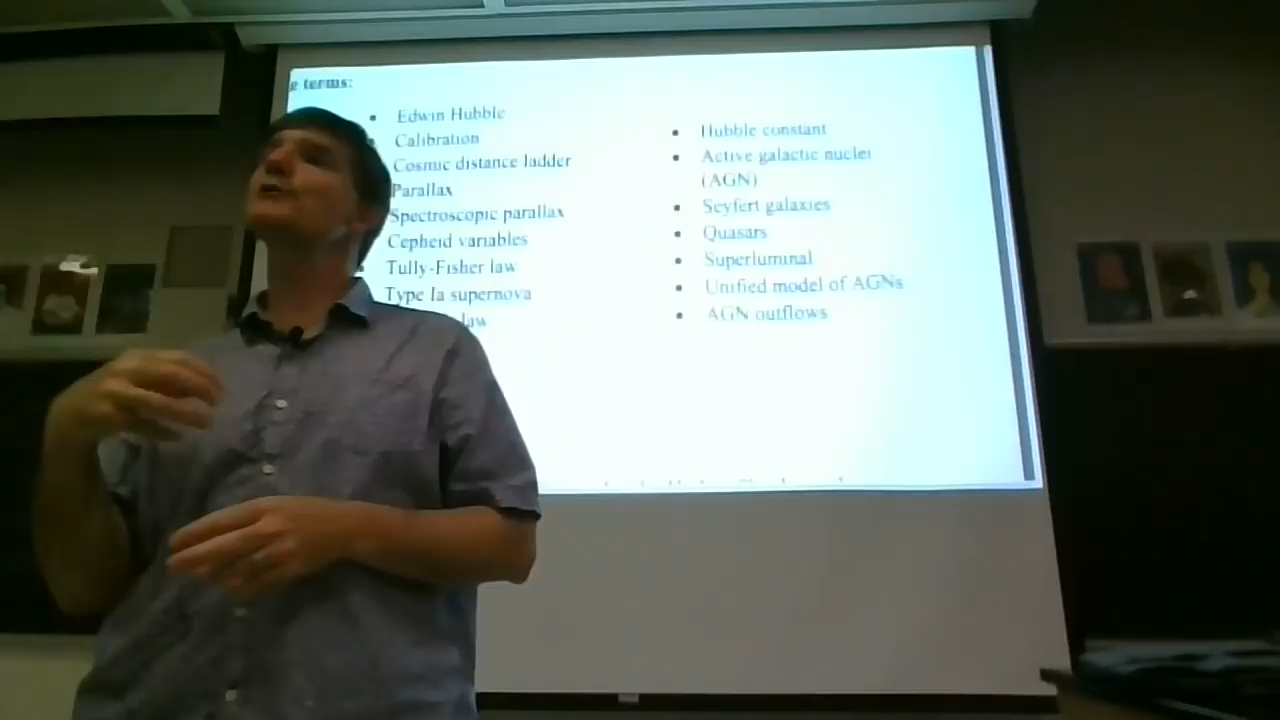 terms:
Edwin Hubble
Calibration
Cosmic distance ladder
Parallax
Spectroscopic parallax
Cepheid variables
Tully-Fisher law
Type Ia supernova
law
Hubble constant
Active galactic nuclei
(AGN)
Seyfert galaxies
Quasars
Superluminal
Unified model of AGNs
AGN outflows